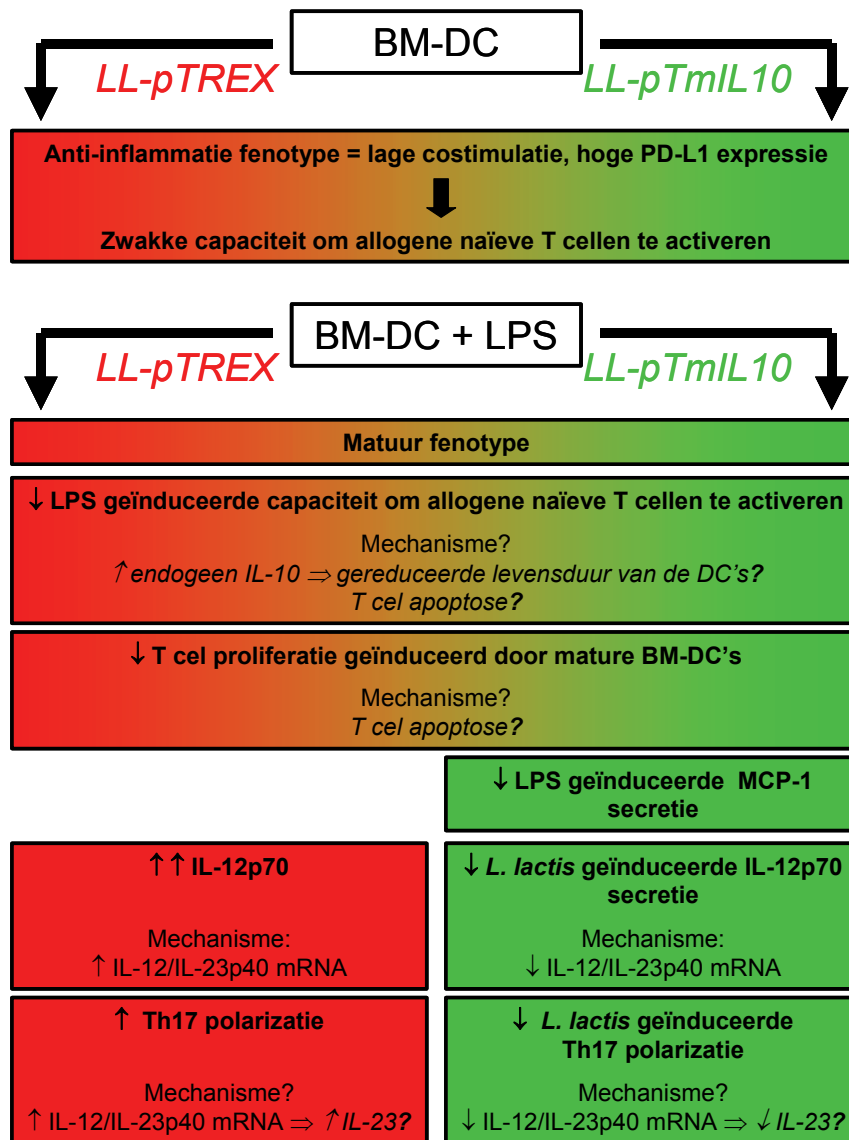 BM-DC
LL-pTREX
LL-pTmIL10
Anti-inflammatie fenotype = lage costimulatie, hoge PD-L1 expressie
Zwakke capaciteit om allogene naïeve T cellen te activeren
BM-DC + LPS
LL-pTREX
LL-pTmIL10
Matuur fenotype
↓ LPS geïnduceerde capaciteit om allogene naïeve T cellen te activeren
Mechanisme?
↑ endogeen IL-10 ⇒ gereduceerde levensduur van de DC's?
T cel apoptose?
↓ T cel proliferatie geïnduceerd door mature BM-DC's
Mechanisme?
T cel apoptose?
↓ LPS geïnduceerde MCP-1
secretie
↑ ↑ IL-12p70
Mechanisme:
↑ IL-12/IL-23p40 mRNA
↓ L. lactis geïnduceerde IL-12p70
secretie
Mechanisme:
↓ IL-12/IL-23p40 mRNA
↑ Th17 polarizatie
Mechanisme?
↑ IL-12/IL-23p40 mRNA ⇒ ↑ IL-23?
↓ L. lactis geïnduceerde
Th17 polarizatie
Mechanisme?
↓ IL-12/IL-23p40 mRNA ⇒ ↓ IL-23?